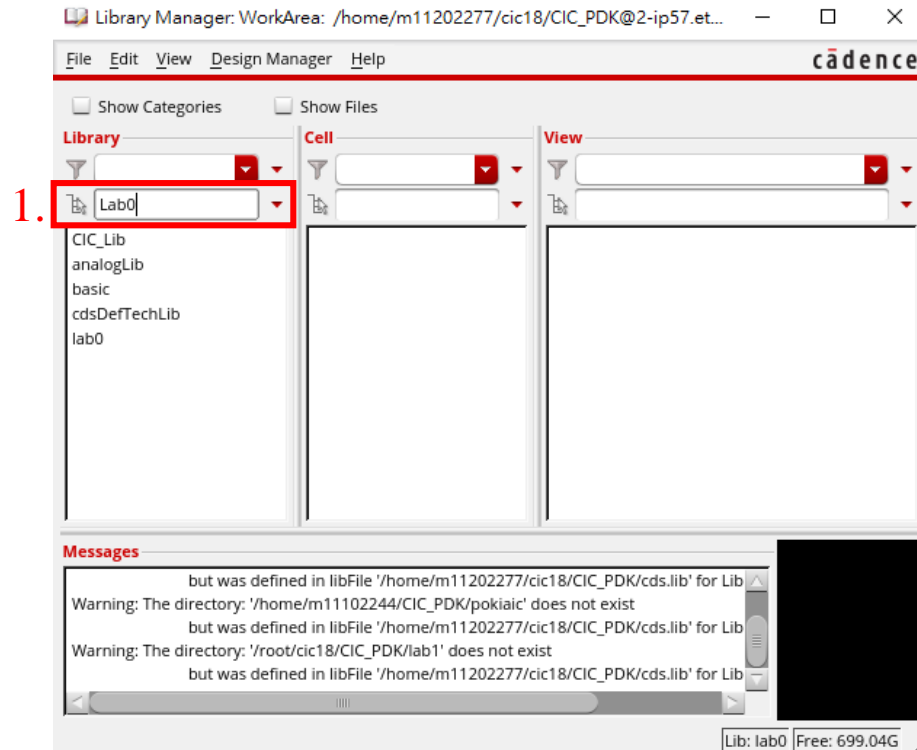 Library Manager: WorkArea: /home/m11202277/cic18/CIC_PDK@2-ip57.et...
File Edit View Design Manager Help
cādence
Show Categories Show Files
Library Cell View
1. Lab0
CIC_Lib
analogLib
basic
cdsDefTechLib
lab0
Messages
but was defined in libFile '/home/m11202277/cic18/CIC_PDK/cds.lib' for Lib
Warning: The directory: '/home/m11102244/CIC_PDK/pokiaic' does not exist
but was defined in libFile '/home/m11202277/cic18/CIC_PDK/cds.lib' for Lib
Warning: The directory: '/root/cic18/CIC_PDK/lab1' does not exist
but was defined in libFile '/home/m11202277/cic18/CIC_PDK/cds.lib' for Lib
Lib: lab0 Free: 699.04G